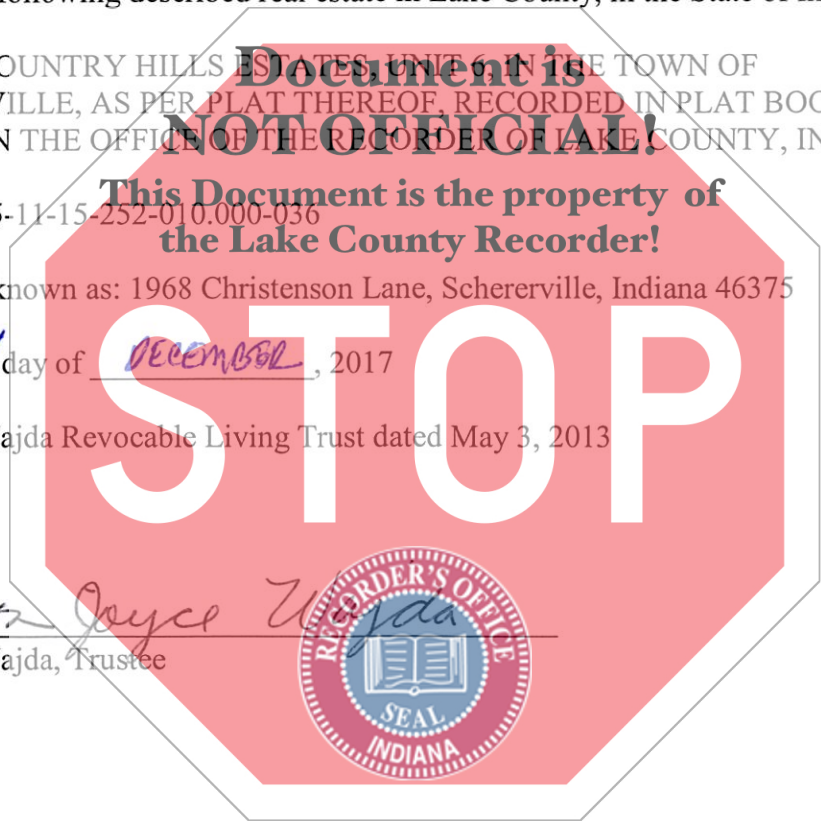 following described real estate in Lake County, in the State of
OUNTRY HILLS ESTATES, UNIT 6, IN THE TOWN OF
Document is
VILLE, AS PER PLAT THEREOF, RECORDED IN PLAT BOO
N THE OFFICE OF THE RECORDER OF LAKE COUNTY, IN
NOT OFFICIAL!
This Document is the property of
-11-15-252-010.000-036
the Lake County Recorder!
known as: 1968 Christenson Lane, Schererville, Indiana 46375
day of DECEMBER, 2017
ajda Revocable Living Trust dated May 3, 2013
STOP
Joyce Wajda
ajda, Trustee
RECORDER'S OFFICE
SEAL
INDIANA